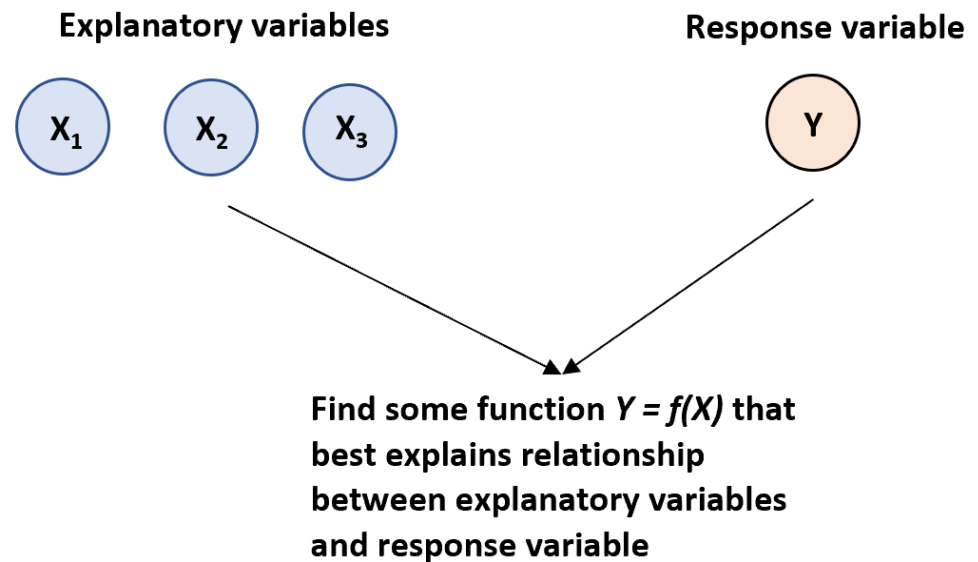 Explanatory variables
Response variable
X₁
X₂
X₃
Y
Find some function Y = f(X) that
best explains relationship
between explanatory variables
and response variable